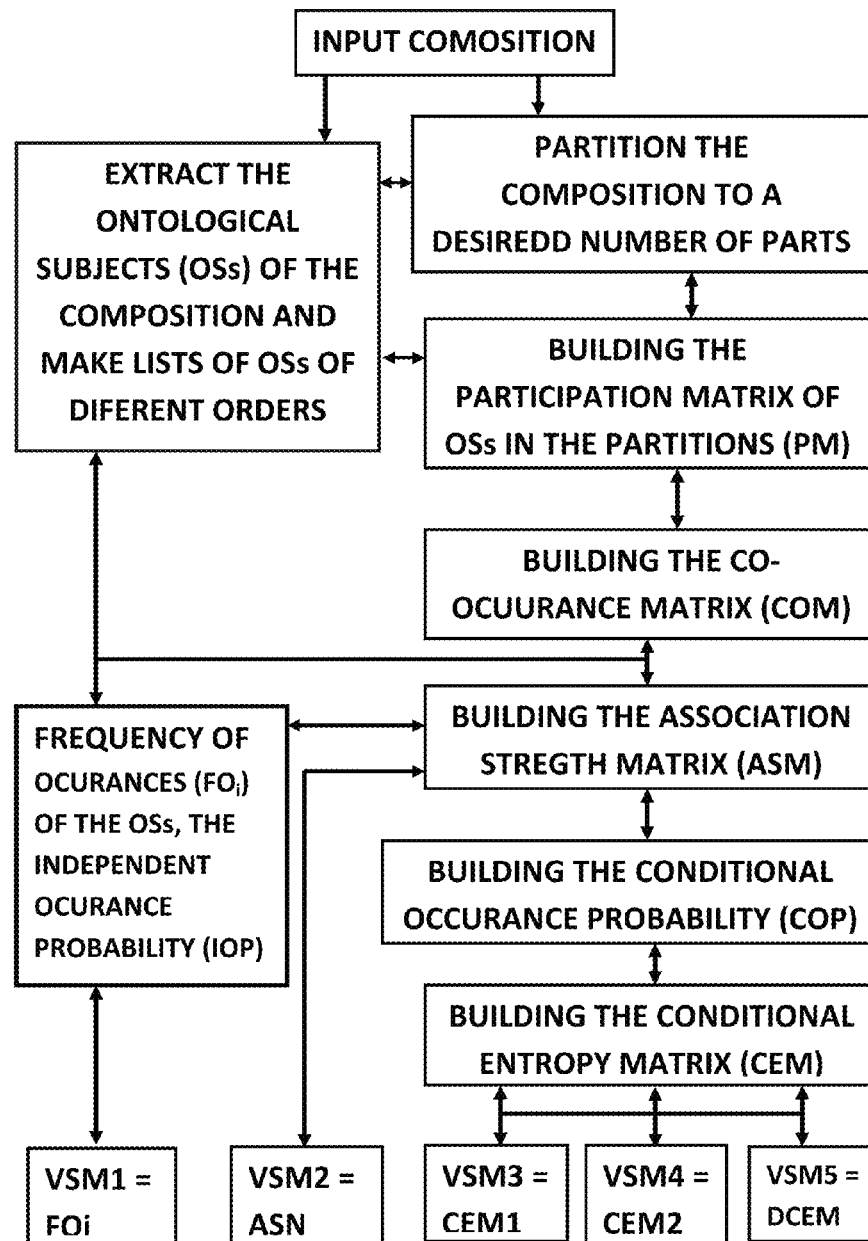 INPUT COMOSITION
EXTRACT THE
ONTOLOGICAL
SUBJECTS (OSs) OF THE
COMPOSITION AND
MAKE LISTS OF OSs OF
DIFERENT ORDERS
PARTITION THE
COMPOSITION TO A
DESIREDD NUMBER OF PARTS
BUILDING THE
PARTICIPATION MATRIX OF
OSs IN THE PARTITIONS (PM)
BUILDING THE CO-
OCUURANCE MATRIX (COM)
FREQUENCY OF
OCURANCES (FOi)
OF THE OSs, THE
INDEPENDENT
OCURANCE
PROBABILITY (IOP)
BUILDING THE ASSOCIATION
STREGTH MATRIX (ASM)
BUILDING THE CONDITIONAL
OCCURANCE PROBABILITY (COP)
BUILDING THE CONDITIONAL
ENTROPY MATRIX (CEM)
VSM1 =
FOi
VSM2 =
ASN
VSM3 =
CEM1
VSM4 =
CEM2
VSM5 =
DCEM